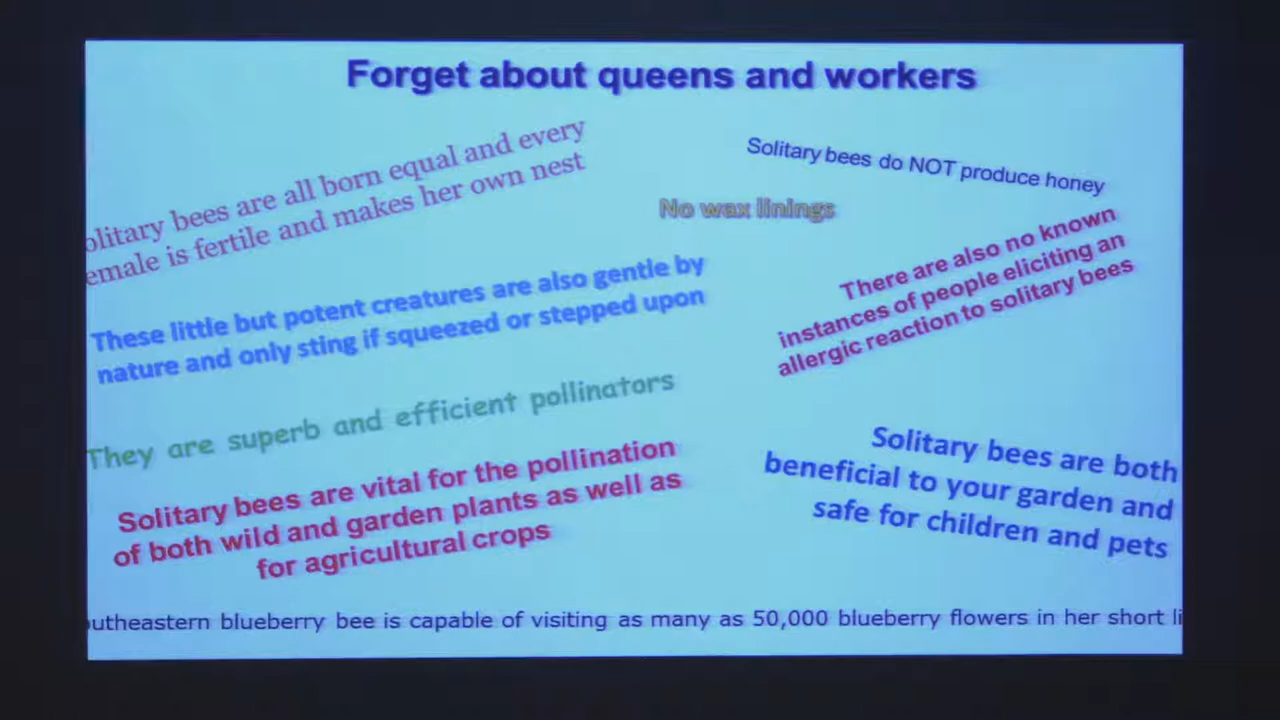 Forget about queens and workers
olitary bees are all born equal and every
emale is fertile and makes her own nest
Solitary bees do NOT produce honey
No wax linings
There are also no known
instances of people eliciting an
allergic reaction to solitary bees
These little but potent creatures are also gentle by
nature and only sting if squeezed or stepped upon
They are superb and efficient pollinators
Solitary bees are vital for the pollination
of both wild and garden plants as well as
for agricultural crops
Solitary bees are both
beneficial to your garden and
safe for children and pets
utheastern blueberry bee is capable of visiting as many as 50,000 blueberry flowers in her short li